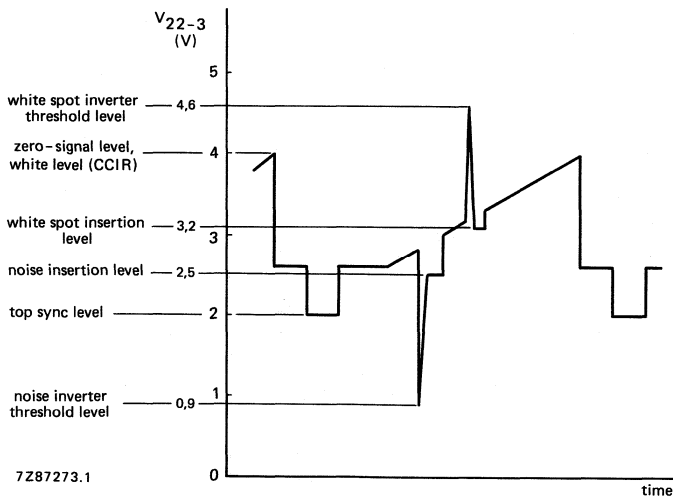 V22-3
(V)
5
white spot inverter
threshold level
4,6
zero-signal level,
white level (CCIR)
4
white spot insertion
level
3,2
3
noise insertion level
2,5
top sync level
2
1
noise inverter
threshold level
0,9
0
7Z87273.1
time